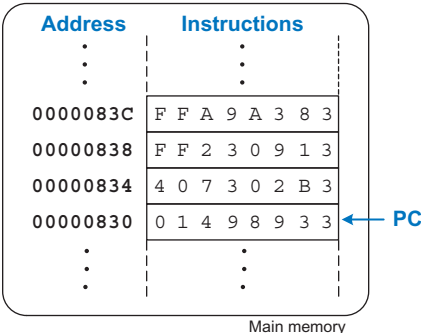 Address Instructions
0000083C F F A 9 A 3 8 3
00000838 F F 2 3 0 9 1 3
00000834 4 0 7 3 0 2 B 3
00000830 0 1 4 9 8 9 3 3 PC
Main memory